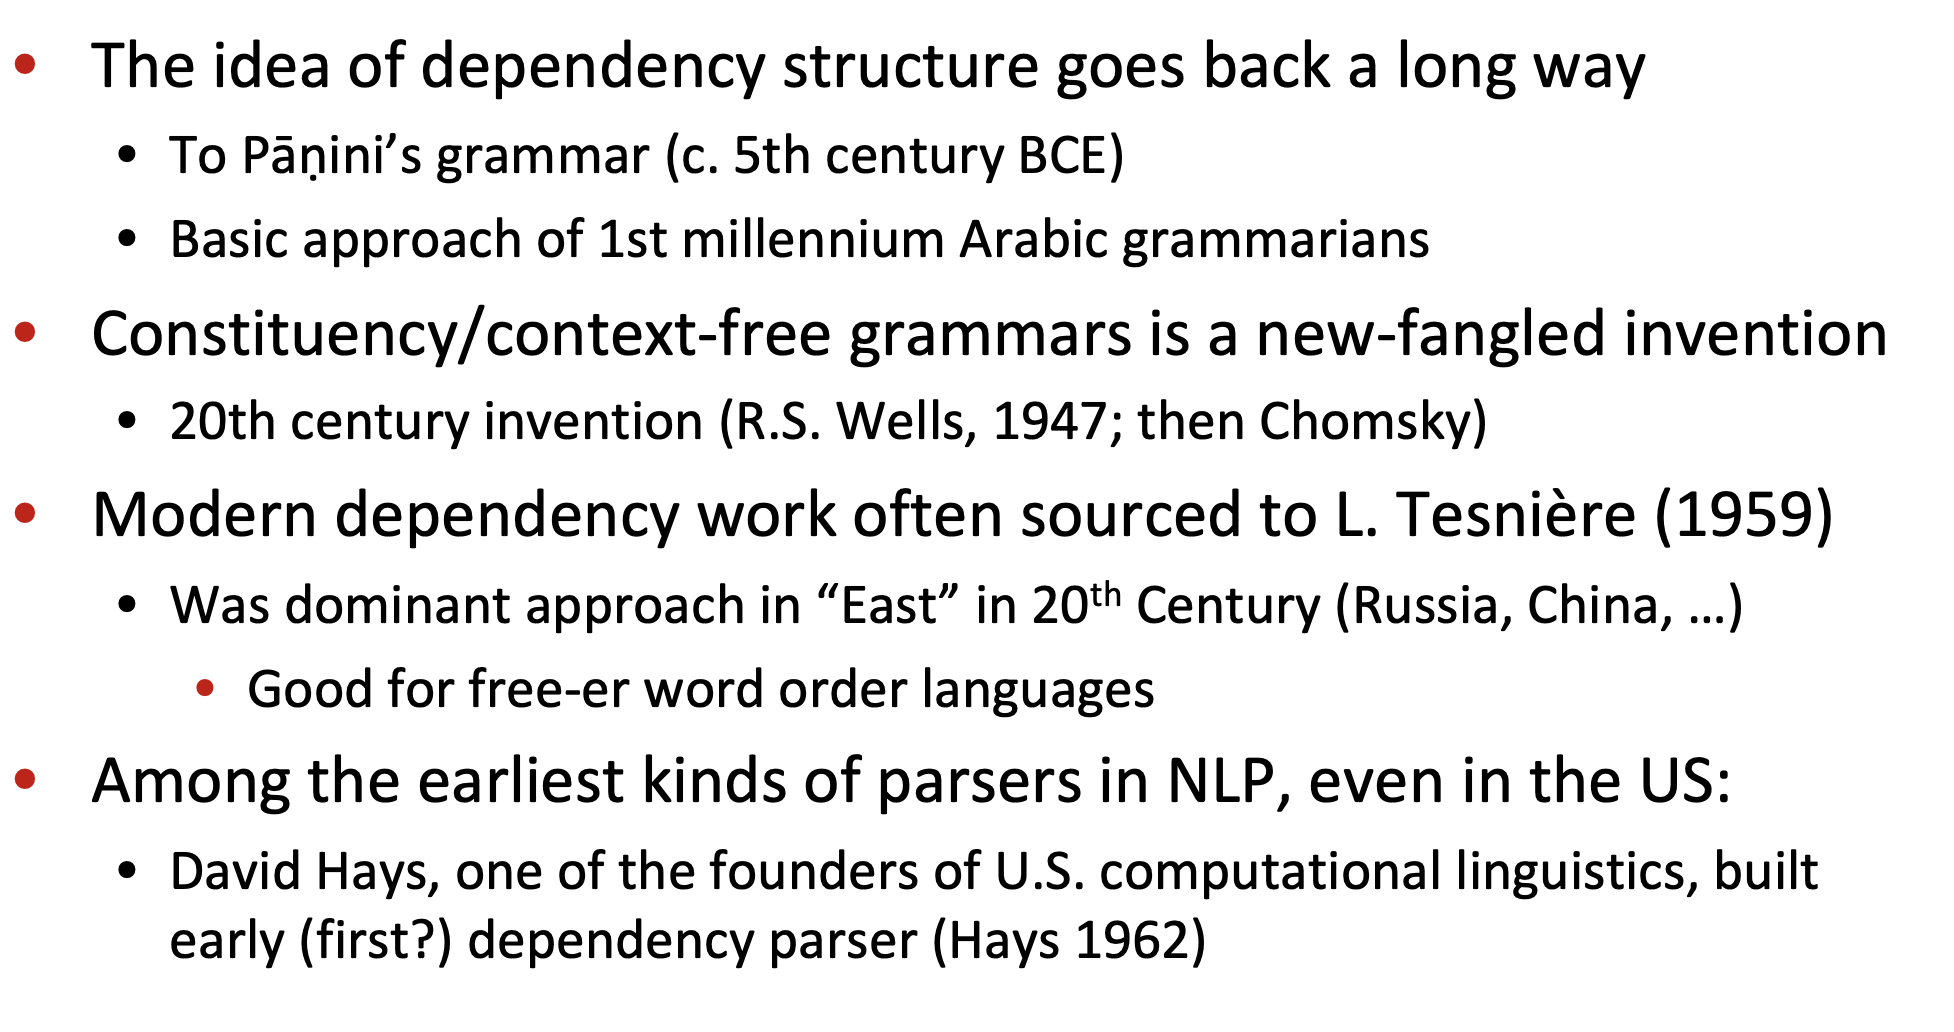 • The idea of dependency structure goes back a long way
• To Pāṇini’s grammar (c. 5th century BCE)
• Basic approach of 1st millennium Arabic grammarians
• Constituency/context-free grammars is a new-fangled invention
• 20th century invention (R.S. Wells, 1947; then Chomsky)
• Modern dependency work often sourced to L. Tesnière (1959)
• Was dominant approach in “East” in 20th Century (Russia, China, …)
• Good for free-er word order languages
• Among the earliest kinds of parsers in NLP, even in the US:
• David Hays, one of the founders of U.S. computational linguistics, built
early (first?) dependency parser (Hays 1962)